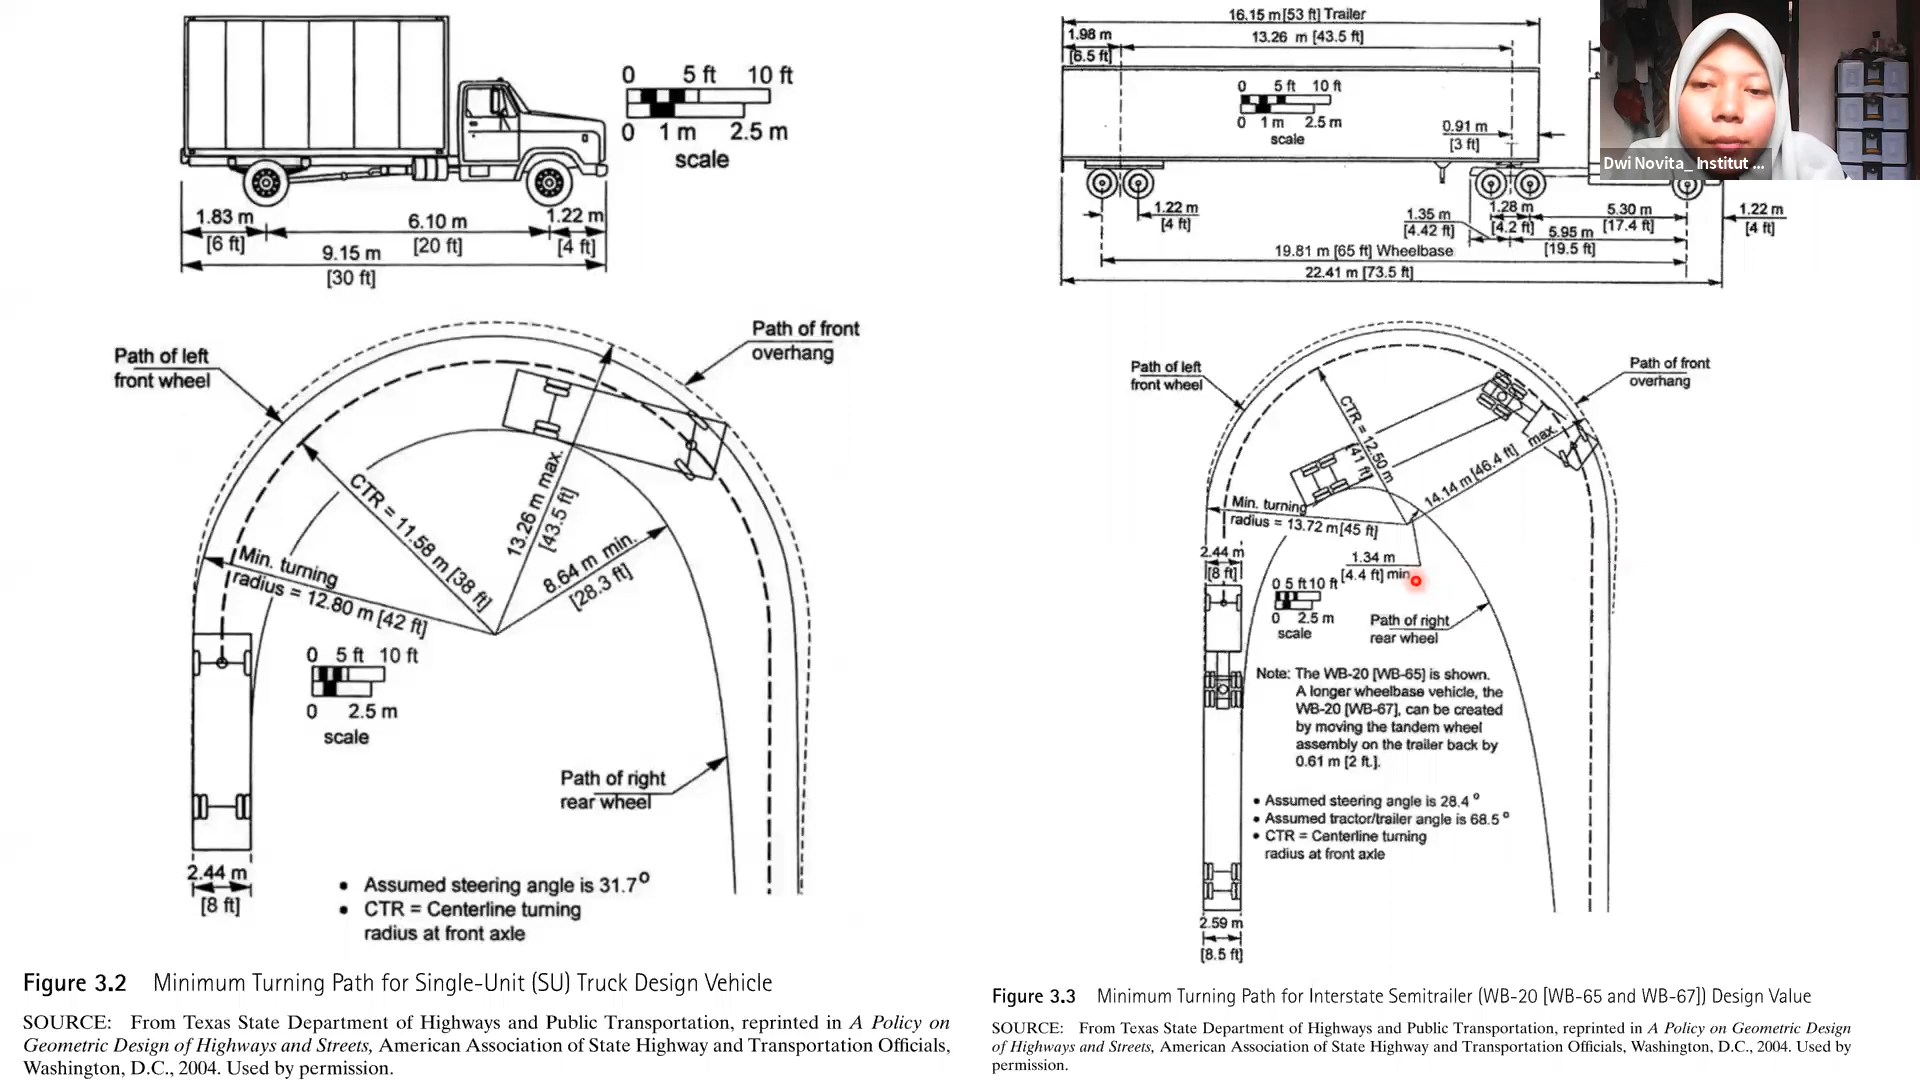 0 5 ft 10 ft
0 1 m 2.5 m
scale
1.83 m
[6 ft]
6.10 m
[20 ft]
1.22 m
[4 ft]
9.15 m
[30 ft]
Path of left
front wheel
Path of front
overhang
CTR = 11.58 m [38 ft]
13.26 m max.
[43.5 ft]
8.64 m min.
[28.3 ft]
Min. turning
radius = 12.80 m [42 ft]
0 5 ft 10 ft
0 2.5 m
scale
Path of right
rear wheel
2.44 m
[8 ft]
• Assumed steering angle is 31.7°
• CTR = Centerline turning
radius at front axle
Figure 3.2 Minimum Turning Path for Single-Unit (SU) Truck Design Vehicle
SOURCE: From Texas State Department of Highways and Public Transportation, reprinted in A Policy on
Geometric Design of Highways and Streets, American Association of State Highway and Transportation Officials,
Washington, D.C., 2004. Used by permission.
16.15 m [53 ft] Trailer
1.98 m
[6.5 ft]
13.26 m [43.5 ft]
0 5 ft 10 ft
0 1 m 2.5 m
scale
0.91 m
[3 ft]
1.22 m
[4 ft]
1.35 m
[4.42 ft]
1.28 m
[4.2 ft]
5.30 m
[17.4 ft]
5.95 m
[19.5 ft]
1.22 m
[4 ft]
19.81 m [65 ft] Wheelbase
22.41 m [73.5 ft]
Dwi Novita_ Institut ...
Path of left
front wheel
Path of front
overhang
CTR = 12.50 m
[41 ft]
14.14 m [46.4 ft] max.
Min. turning
radius = 13.72 m [45 ft]
2.44 m
[8 ft]
1.34 m
[4.4 ft] min.
0 5 ft 10 ft
0 2.5 m
scale
Path of right
rear wheel
Note: The WB-20 [WB-65] is shown.
A longer wheelbase vehicle, the
WB-20 [WB-67], can be created
by moving the tandem wheel
assembly on the trailer back by
0.61 m [2 ft.].
• Assumed steering angle is 28.4°
• Assumed tractor/trailer angle is 68.5°
• CTR = Centerline turning
radius at front axle
2.59 m
[8.5 ft]
Figure 3.3 Minimum Turning Path for Interstate Semitrailer (WB-20 [WB-65 and WB-67]) Design Value
SOURCE: From Texas State Department of Highways and Public Transportation, reprinted in A Policy on Geometric Design
of Highways and Streets, American Association of State Highway and Transportation Officials, Washington, D.C., 2004. Used by
permission.